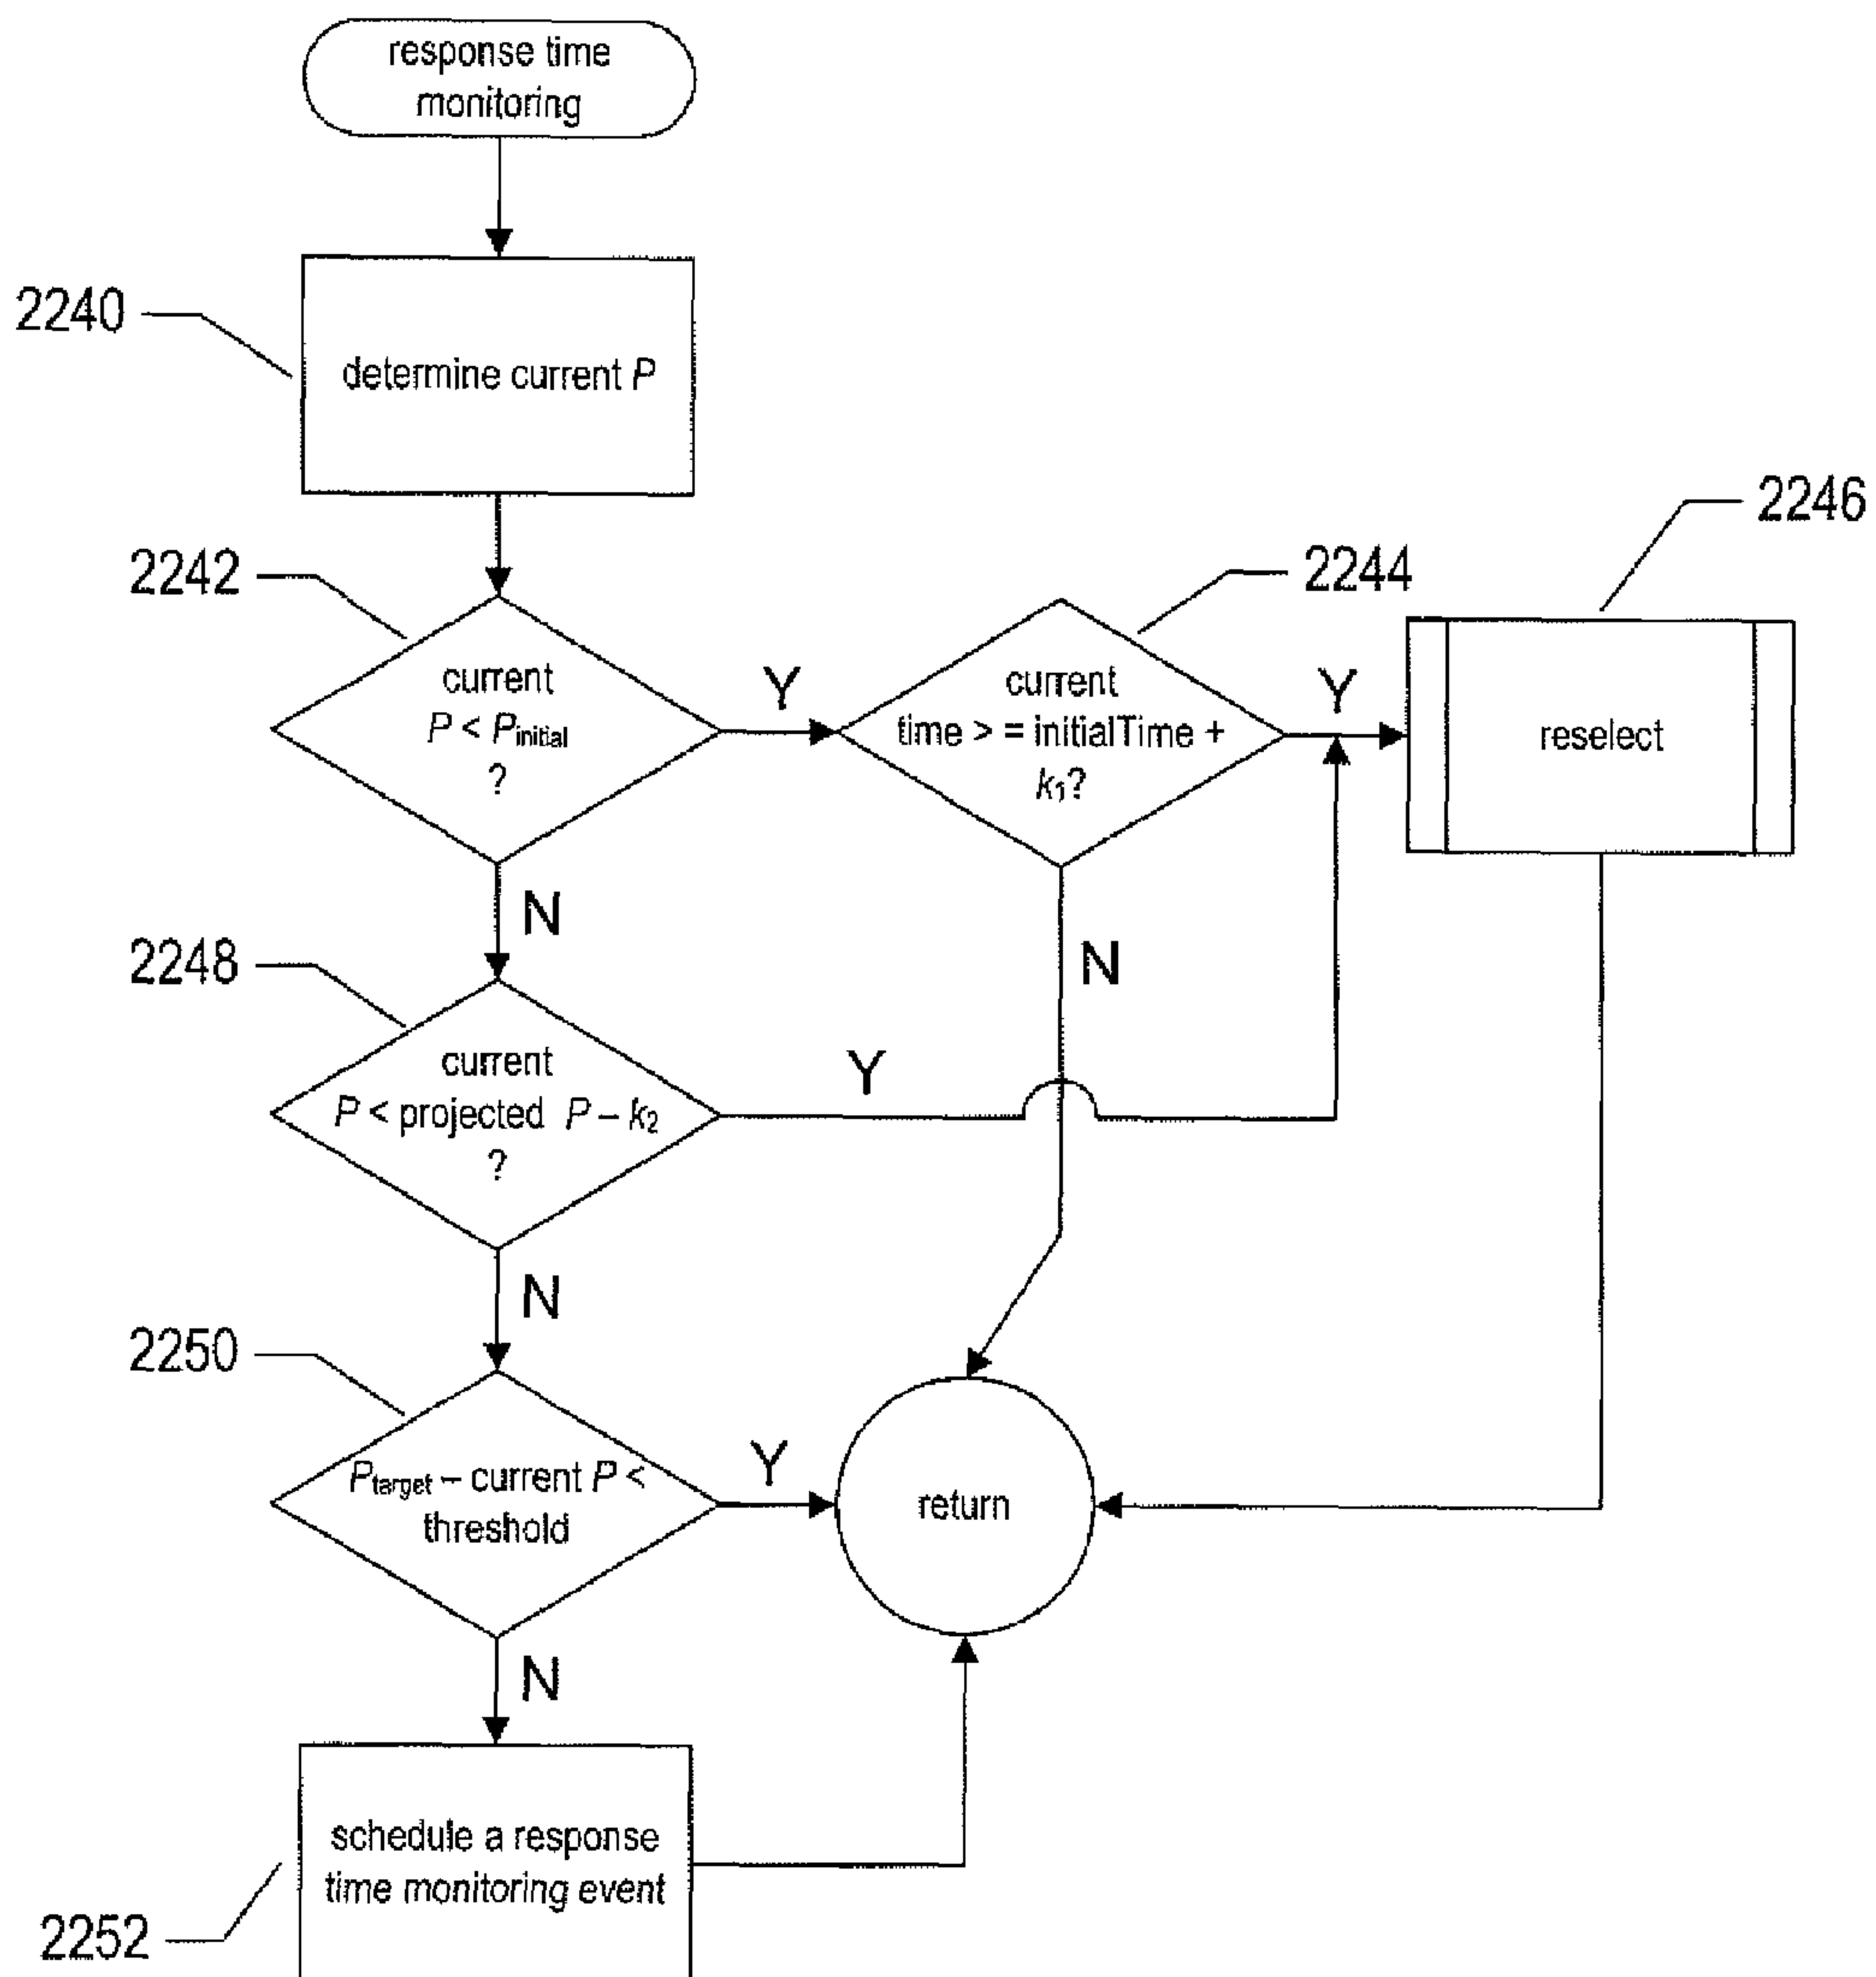 response time
monitoring
2240
determine current P
2246
2242
2244
current
P < Pinitial
?
Y
current
time > = initialTime +
k1?
Y
reselect
N
N
2248
current
P < projected P – k2
?
Y
N
2250
Ptarget – current P <
threshold
Y
return
N
schedule a response
time monitoring event
2252